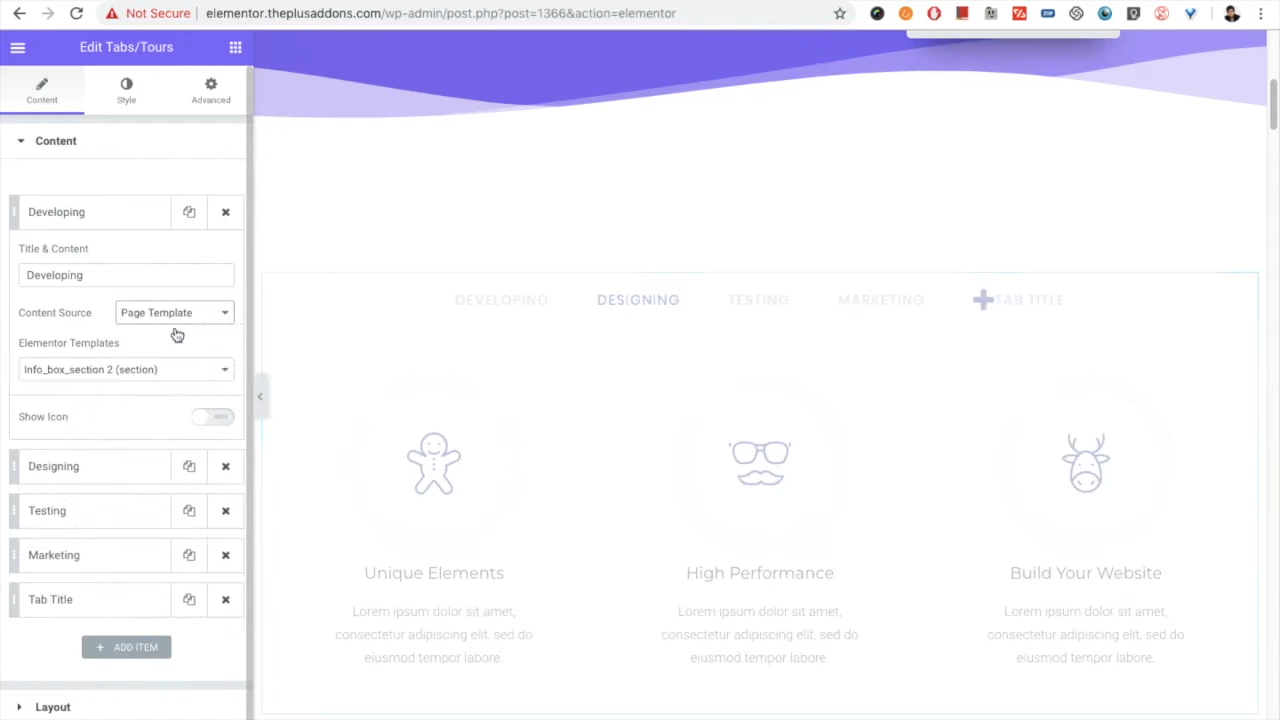 Not Secure elementor.theplusaddons.com/wp-admin/post.php?post=1366&action=elementor
ZIP
Edit Tabs/Tours
Content Style Advanced
Content
Developing
Title & Content
Developing
Content Source Page Template
Elementor Templates
Info_box_section 2 (section)
Show Icon
Designing
Testing
Marketing
Tab Title
+ ADD ITEM
Layout
DEVELOPING DESIGNING TESTING MARKETING TAB TITLE
Unique Elements
Lorem ipsum dolor sit amet,
consectetur adipiscing elit, sed do
eiusmod tempor labore.
High Performance
Lorem ipsum dolor sit amet,
consectetur adipiscing elit, sed do
eiusmod tempor labore.
Build Your Website
Lorem ipsum dolor sit amet,
consectetur adipiscing elit, sed do
eiusmod tempor labore.